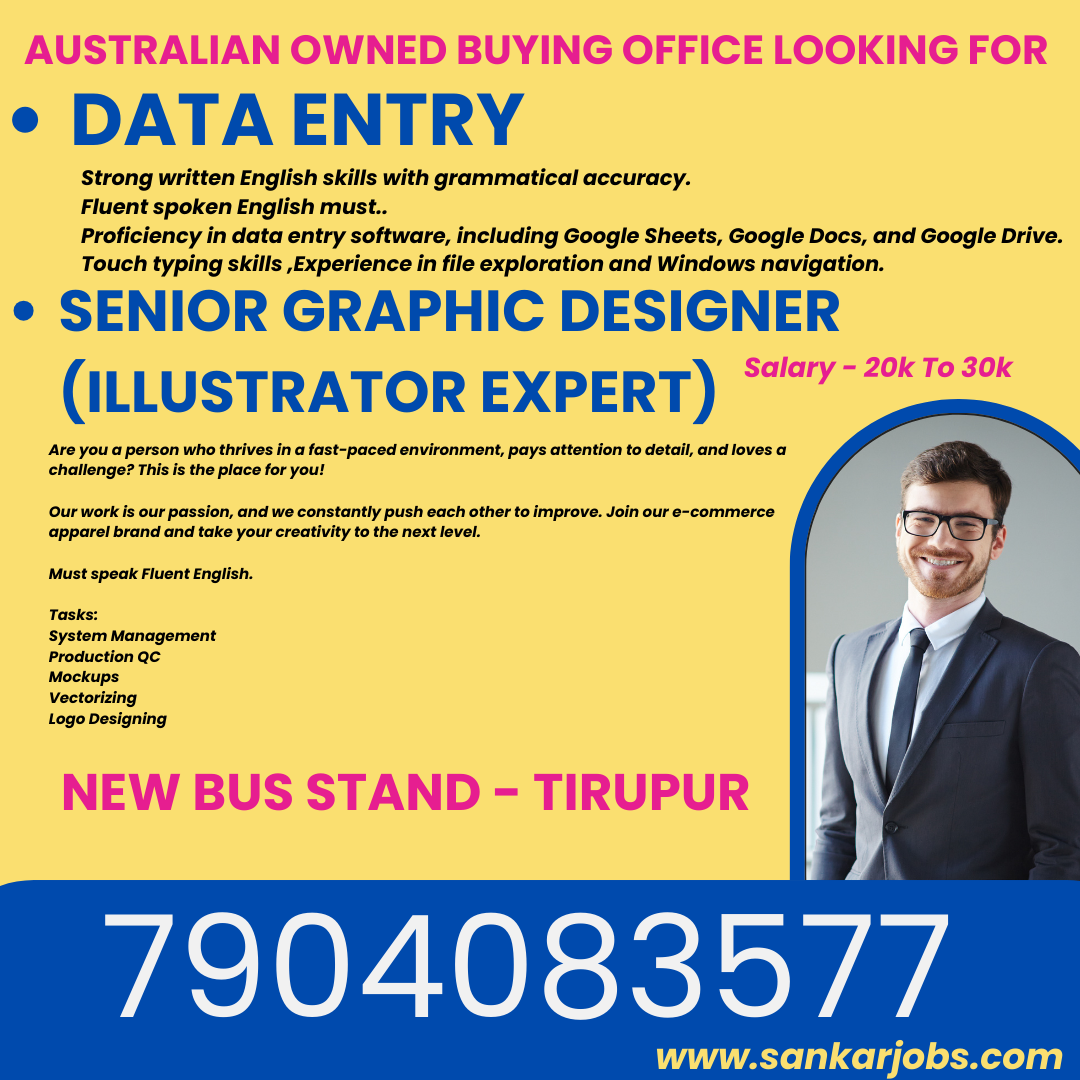 AUSTRALIAN OWNED BUYING OFFICE LOOKING FOR
• DATA ENTRY
Strong written English skills with grammatical accuracy.
Fluent spoken English must..
Proficiency in data entry software, including Google Sheets, Google Docs, and Google Drive.
Touch typing skills ,Experience in file exploration and Windows navigation.
• SENIOR GRAPHIC DESIGNER
(ILLUSTRATOR EXPERT)
Salary - 20k To 30k
Are you a person who thrives in a fast-paced environment, pays attention to detail, and loves a
challenge? This is the place for you!
Our work is our passion, and we constantly push each other to improve. Join our e-commerce
apparel brand and take your creativity to the next level.
Must speak Fluent English.
Tasks:
System Management
Production QC
Mockups
Vectorizing
Logo Designing
NEW BUS STAND - TIRUPUR
7904083577
www.sankarjobs.com